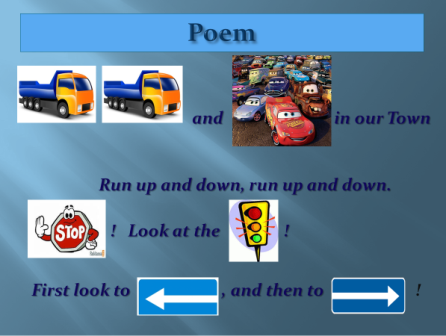 Poem
and in our Town
Run up and down, run up and down.
STOP ! Look at the !
First look to , and then to !